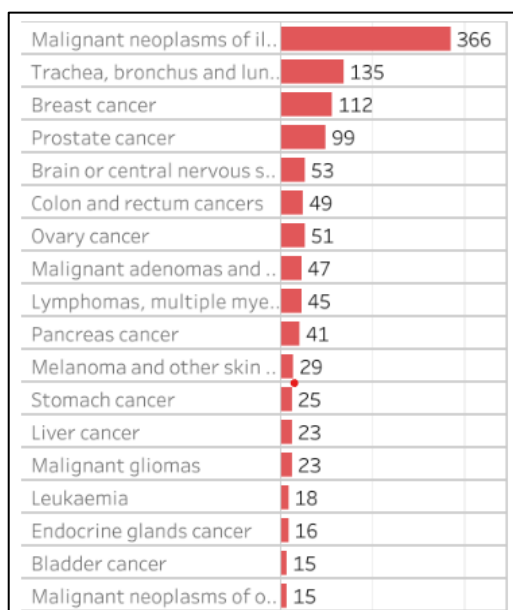 Malignant neoplasms of il.. 366
Trachea, bronchus and lun.. 135
Breast cancer 112
Prostate cancer 99
Brain or central nervous s.. 53
Colon and rectum cancers 49
Ovary cancer 51
Malignant adenomas and .. 47
Lymphomas, multiple mye.. 45
Pancreas cancer 41
Melanoma and other skin .. 29
Stomach cancer 25
Liver cancer 23
Malignant gliomas 23
Leukaemia 18
Endocrine glands cancer 16
Bladder cancer 15
Malignant neoplasms of o.. 15